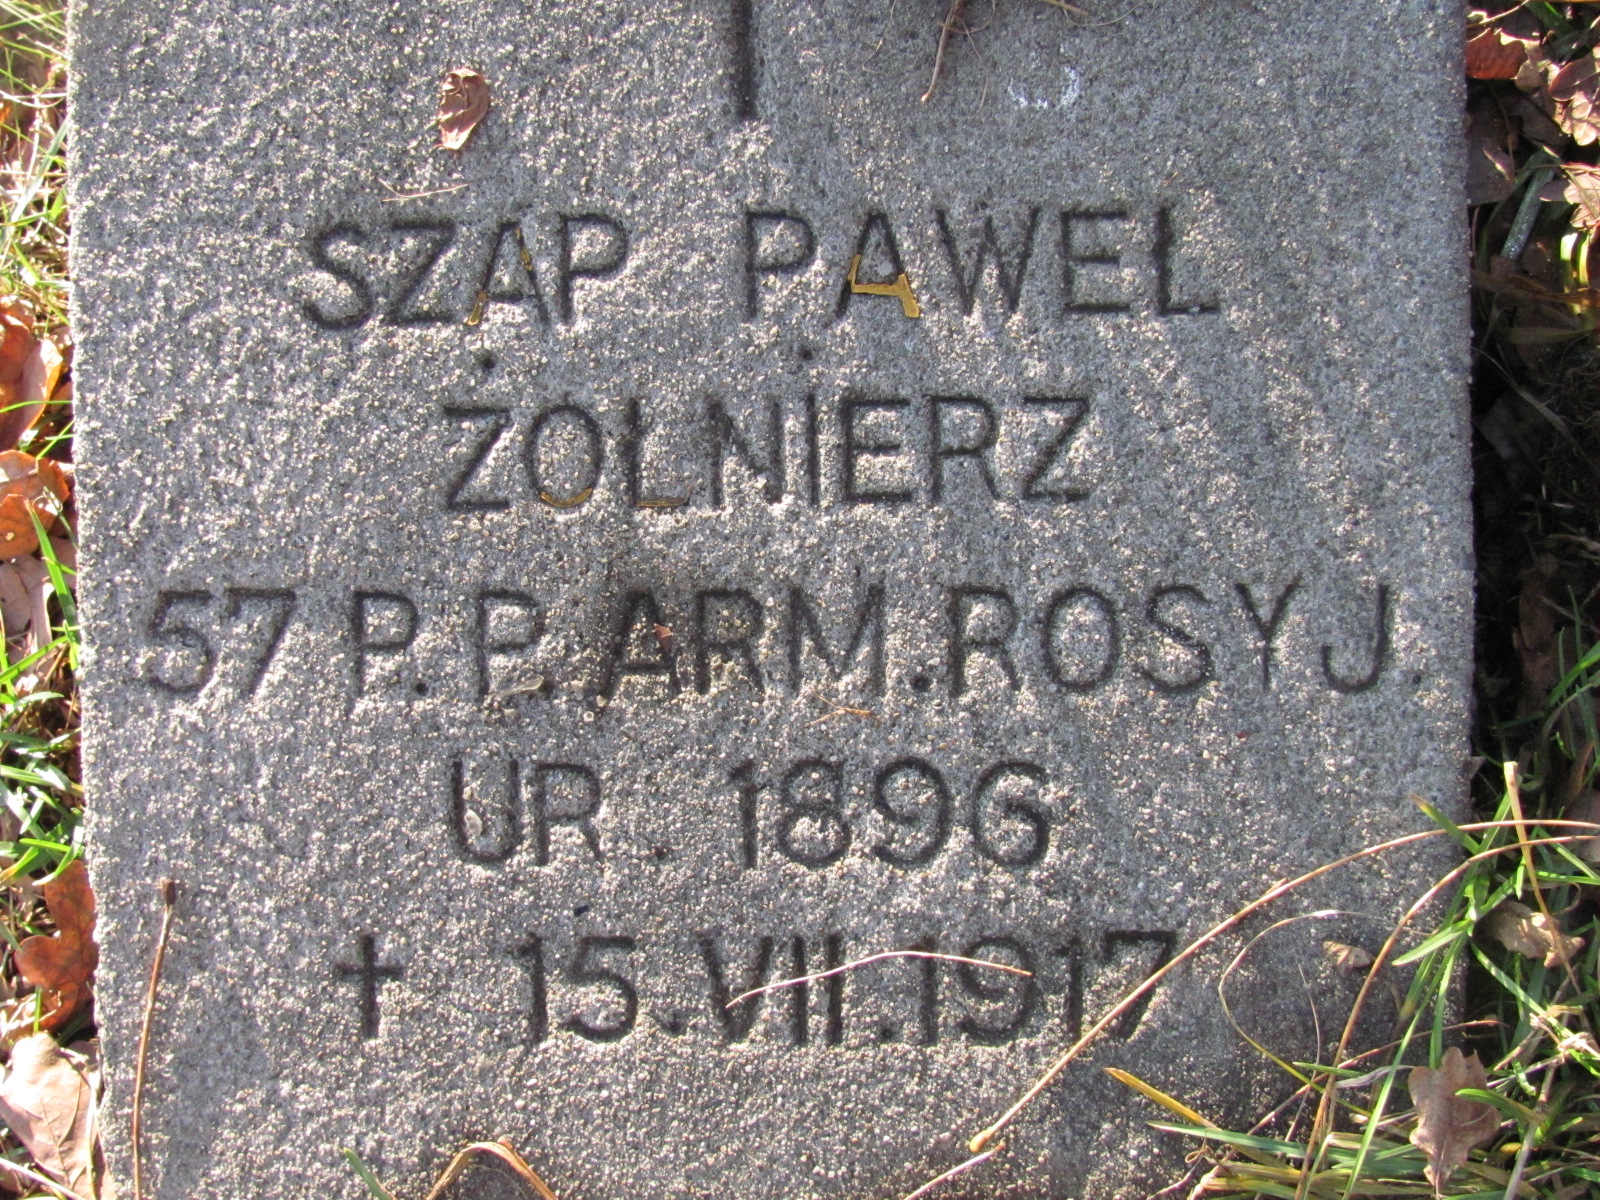 SZAP PAWEL
ŻOLNIERZ
57 P.P. ARM. ROSYJ.
UR. 1896
† 15.VII.1917